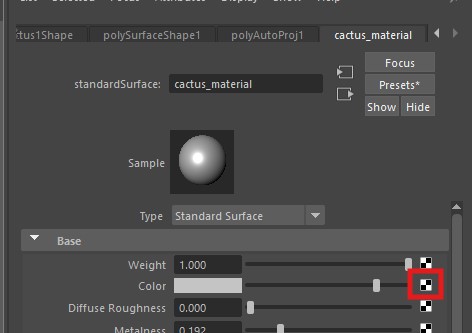 Focus
ctus1Shape polySurfaceShape1 polyAutoProj1 cactus_material
Focus
standardSurface: cactus_material
Presets*
Show Hide
Sample
Type Standard Surface
Base
Weight 1.000
Color
Diffuse Roughness 0.000
Metalness 0.192